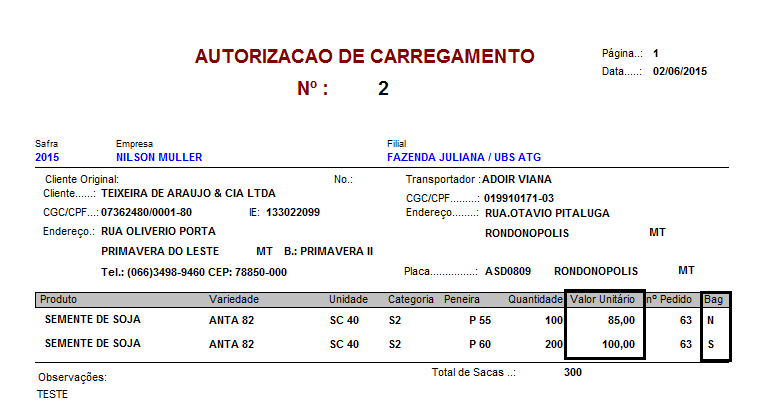 AUTORIZACAO DE CARREGAMENTO
Página..: 1
Nº : 2
Data.....: 02/06/2015
Safra Empresa Filial
2015 NILSON MULLER FAZENDA JULIANA / UBS ATG
Cliente Original: No.: Transportador : ADOIR VIANA
Cliente......: TEIXEIRA DE ARAUJO & CIA LTDA CGC/CPF.........: 019910171-03
CGC/CPF...: 07362480/0001-80 IE: 133022099 Endereço........: RUA.OTAVIO PITALUGA
Endereço.: RUA OLIVERIO PORTA RONDONOPOLIS MT
PRIMAVERA DO LESTE MT B.: PRIMAVERA II
Tel.: (066)3498-9460 CEP: 78850-000 Placa...............: ASD0809 RONDONOPOLIS MT
Produto Variedade Unidade Categoria Peneira Quantidade Valor Unitário nº Pedido Bag
SEMENTE DE SOJA ANTA 82 SC 40 S2 P 55 100 85,00 63 N
SEMENTE DE SOJA ANTA 82 SC 40 S2 P 60 200 100,00 63 S
Total de Sacas ..: 300
Observações:
TESTE